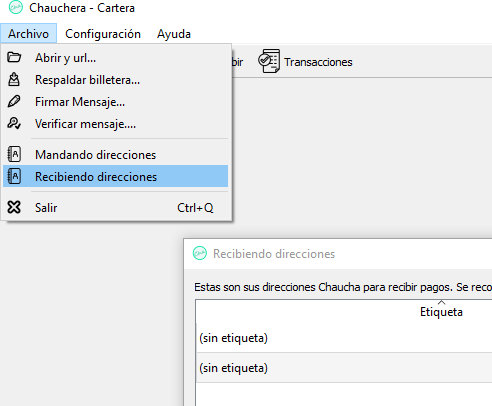 Chauchera - Cartera
Archivo Configuración Ayuda
Abrir y url...
Respaldar billetera...
Firmar Mensaje...
Verificar mensaje....
Mandando direcciones
Recibiendo direcciones
Salir Ctrl+Q
Transacciones
Recibiendo direcciones
Estas son sus direcciones Chaucha para recibir pagos. Se reco
Etiqueta
(sin etiqueta)
(sin etiqueta)